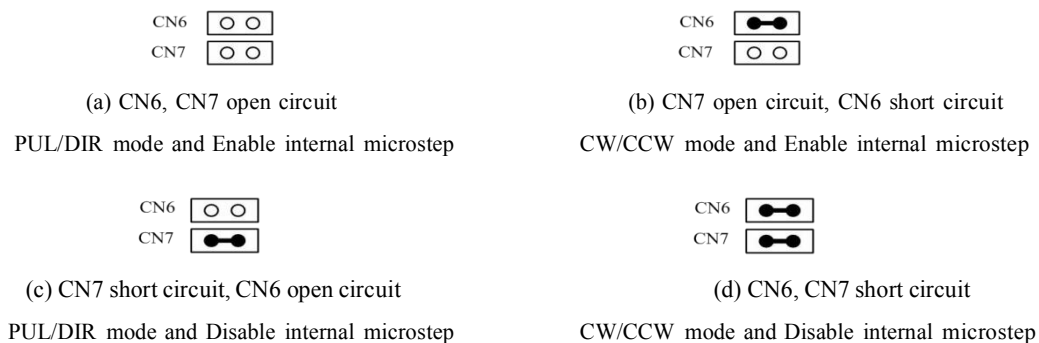 CN6
CN7
(a) CN6, CN7 open circuit
PUL/DIR mode and Enable internal microstep
CN6
CN7
(b) CN7 open circuit, CN6 short circuit
CW/CCW mode and Enable internal microstep
CN6
CN7
(c) CN7 short circuit, CN6 open circuit
PUL/DIR mode and Disable internal microstep
CN6
CN7
(d) CN6, CN7 short circuit
CW/CCW mode and Disable internal microstep